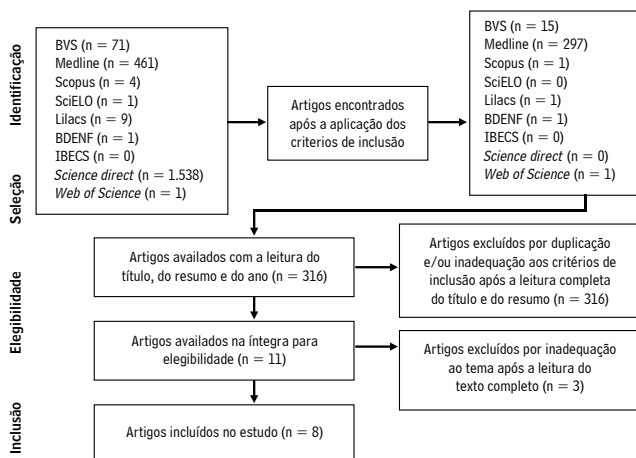 Identificação
BVS (n = 71)
Medline (n = 461)
Scopus (n = 4)
SciELO (n = 1)
Lilacs (n = 9)
BDENF (n = 1)
IBECS (n = 0)
Science direct (n = 1.538)
Web of Science (n = 1)
Artigos encontrados
após a aplicação dos
criterios de inclusão
BVS (n = 15)
Medline (n = 297)
Scopus (n = 1)
SciELO (n = 0)
Lilacs (n = 1)
BDENF (n = 1)
IBECS (n = 0)
Science direct (n = 0)
Web of Science (n = 1)
Seleção
Artigos availados com a leitura do
título, do resumo e do ano (n = 316)
Artigos excluídos por duplicação
e/ou inadequação aos critérios de
inclusão após a leitura completa
do título e do resumo (n = 316)
Elegibilidade
Artigos availados na íntegra para
elegibilidade (n = 11)
Artigos excluídos por inadequação
ao tema após a leitura do
texto completo (n = 3)
Inclusão
Artigos incluídos no estudo (n = 8)